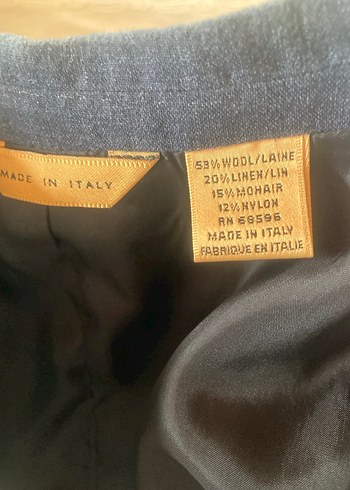 MADE IN ITALY
53% WOOL/LAINE
20% LINEN/LIN
15% MOHAIR
12% NYLON
RN 68596
MADE IN ITALY
FABRIQUE EN ITALIE